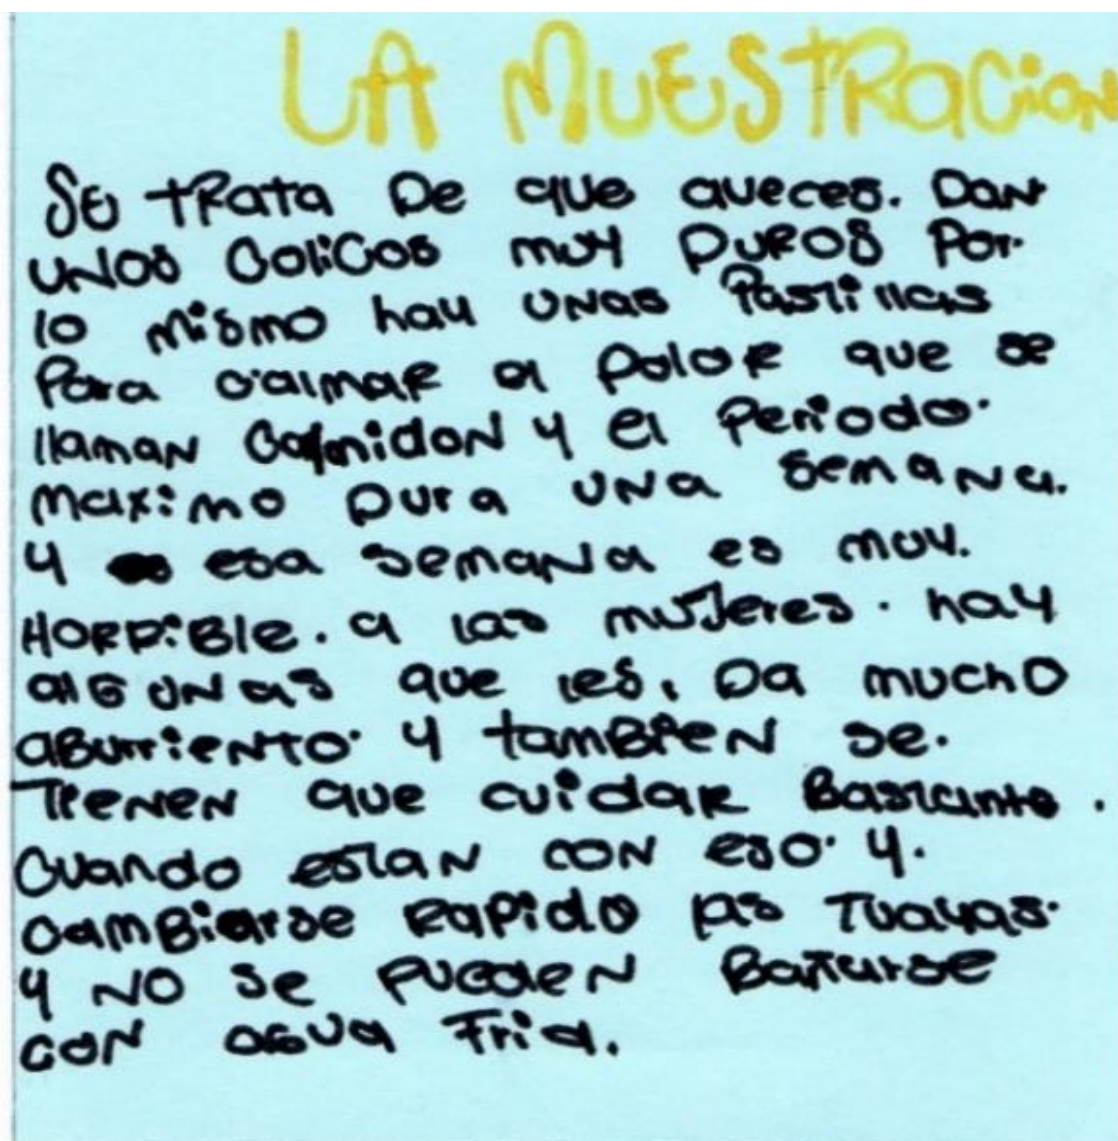 LA MUESTRACION
Se tRata De que aveces. DaN
UNos ColiCos muy DUROS Por.
lo mismo hay UNas Pastillas
Para calmaR el DoloR que se
llamaN CalmidoN y el Periodo.
maximo Dura UNa SemaNa.
y esa semaNa es muy.
HORRiBle. a las muJeres. hay
alGUNas que les. Da muchO
aBurrieNTO. y tamBieN se.
TieNeN que cuidaR BastaNte.
Cuando estaN coN eso. y.
camBiarse RaPido las Tuayas.
y NO se PuedeN Bañarse
coN aGUa Fria.